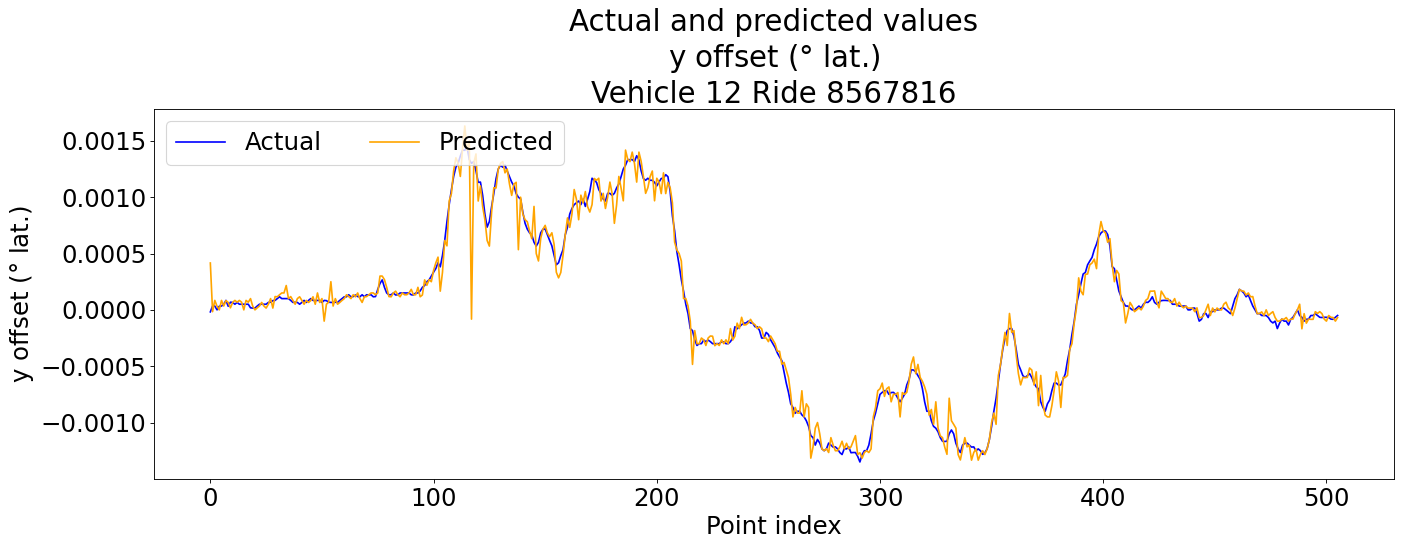 Actual and predicted values
y offset (° lat.)
Vehicle 12 Ride 8567816
Actual
Predicted
0.0015
0.0010
0.0005
0.0000
−0.0005
−0.0010
y offset (° lat.)
0
100
200
300
400
500
Point index